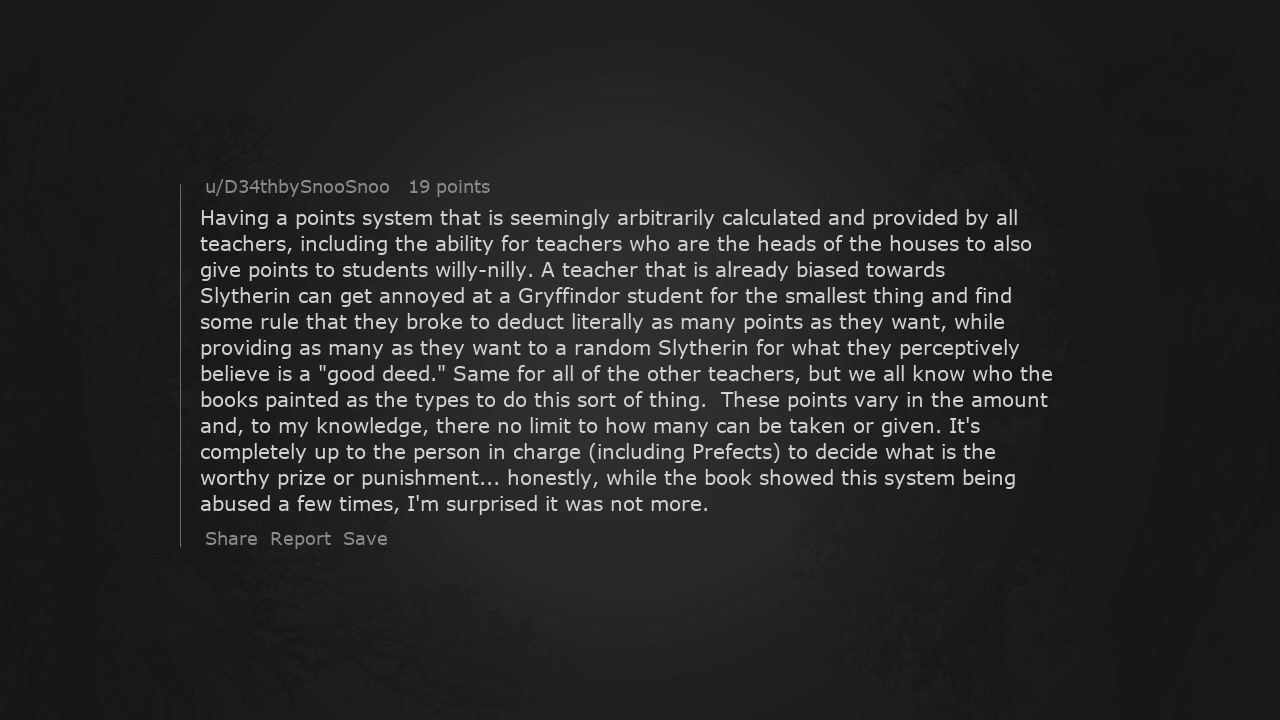 u/D34thbySnooSnoo 19 points
Having a points system that is seemingly arbitrarily calculated and provided by all
teachers, including the ability for teachers who are the heads of the houses to also
give points to students willy-nilly. A teacher that is already biased towards
Slytherin can get annoyed at a Gryffindor student for the smallest thing and find
some rule that they broke to deduct literally as many points as they want, while
providing as many as they want to a random Slytherin for what they perceptively
believe is a "good deed." Same for all of the other teachers, but we all know who the
books painted as the types to do this sort of thing.  These points vary in the amount
and, to my knowledge, there no limit to how many can be taken or given. It's
completely up to the person in charge (including Prefects) to decide what is the
worthy prize or punishment... honestly, while the book showed this system being
abused a few times, I'm surprised it was not more.
Share Report Save